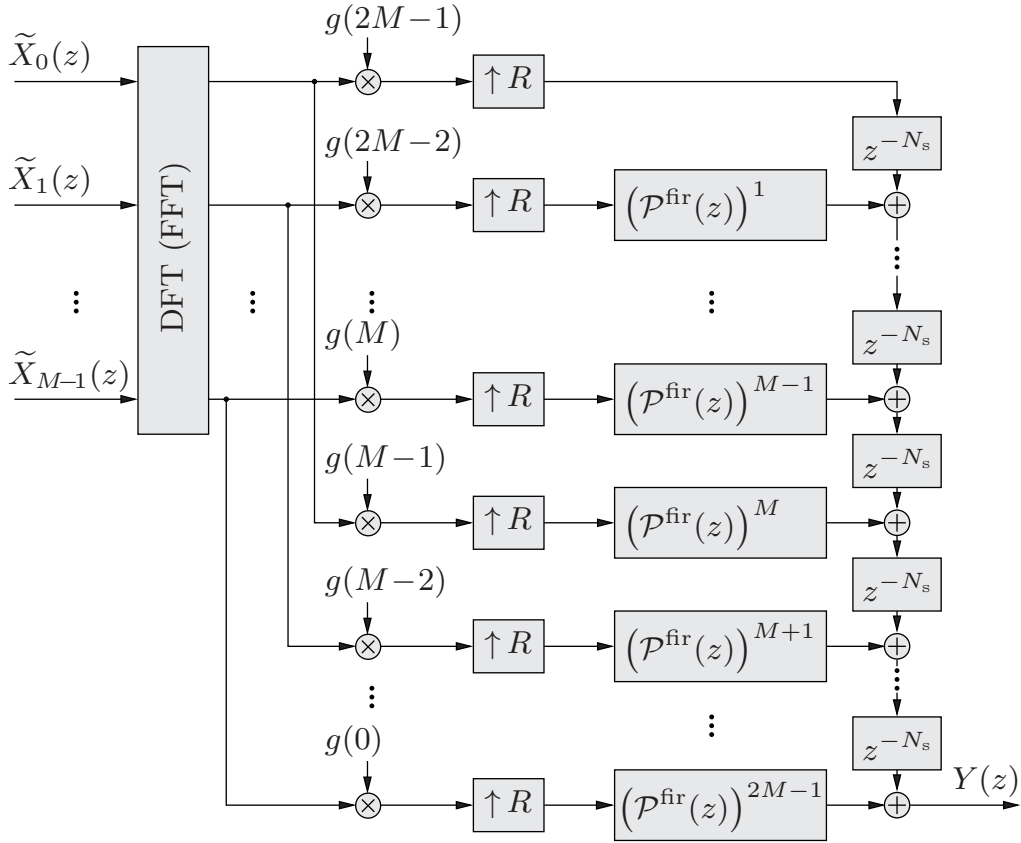 g(2M−1)
X̃₀(z)
↑ R
z^{−N_s}
g(2M−2)
X̃₁(z)
↑ R
(𝒫^{fir}(z))^1
+
DFT (FFT)
g(M)
z^{−N_s}
X̃_{M−1}(z)
↑ R
(𝒫^{fir}(z))^{M−1}
+
g(M−1)
z^{−N_s}
↑ R
(𝒫^{fir}(z))^M
+
g(M−2)
z^{−N_s}
↑ R
(𝒫^{fir}(z))^{M+1}
+
g(0)
z^{−N_s}
↑ R
(𝒫^{fir}(z))^{2M−1}
+
Y(z)